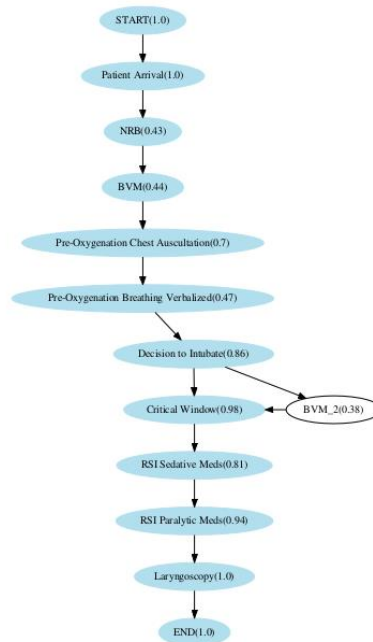 START(1.0)
Patient Arrival(1.0)
NRB(0.43)
BVM(0.44)
Pre-Oxygenation Chest Auscultation(0.7)
Pre-Oxygenation Breathing Verbalized(0.47)
Decision to Intubate(0.86)
Critical Window(0.98)
BVM_2(0.38)
RSI Sedative Meds(0.81)
RSI Paralytic Meds(0.94)
Laryngoscopy(1.0)
END(1.0)